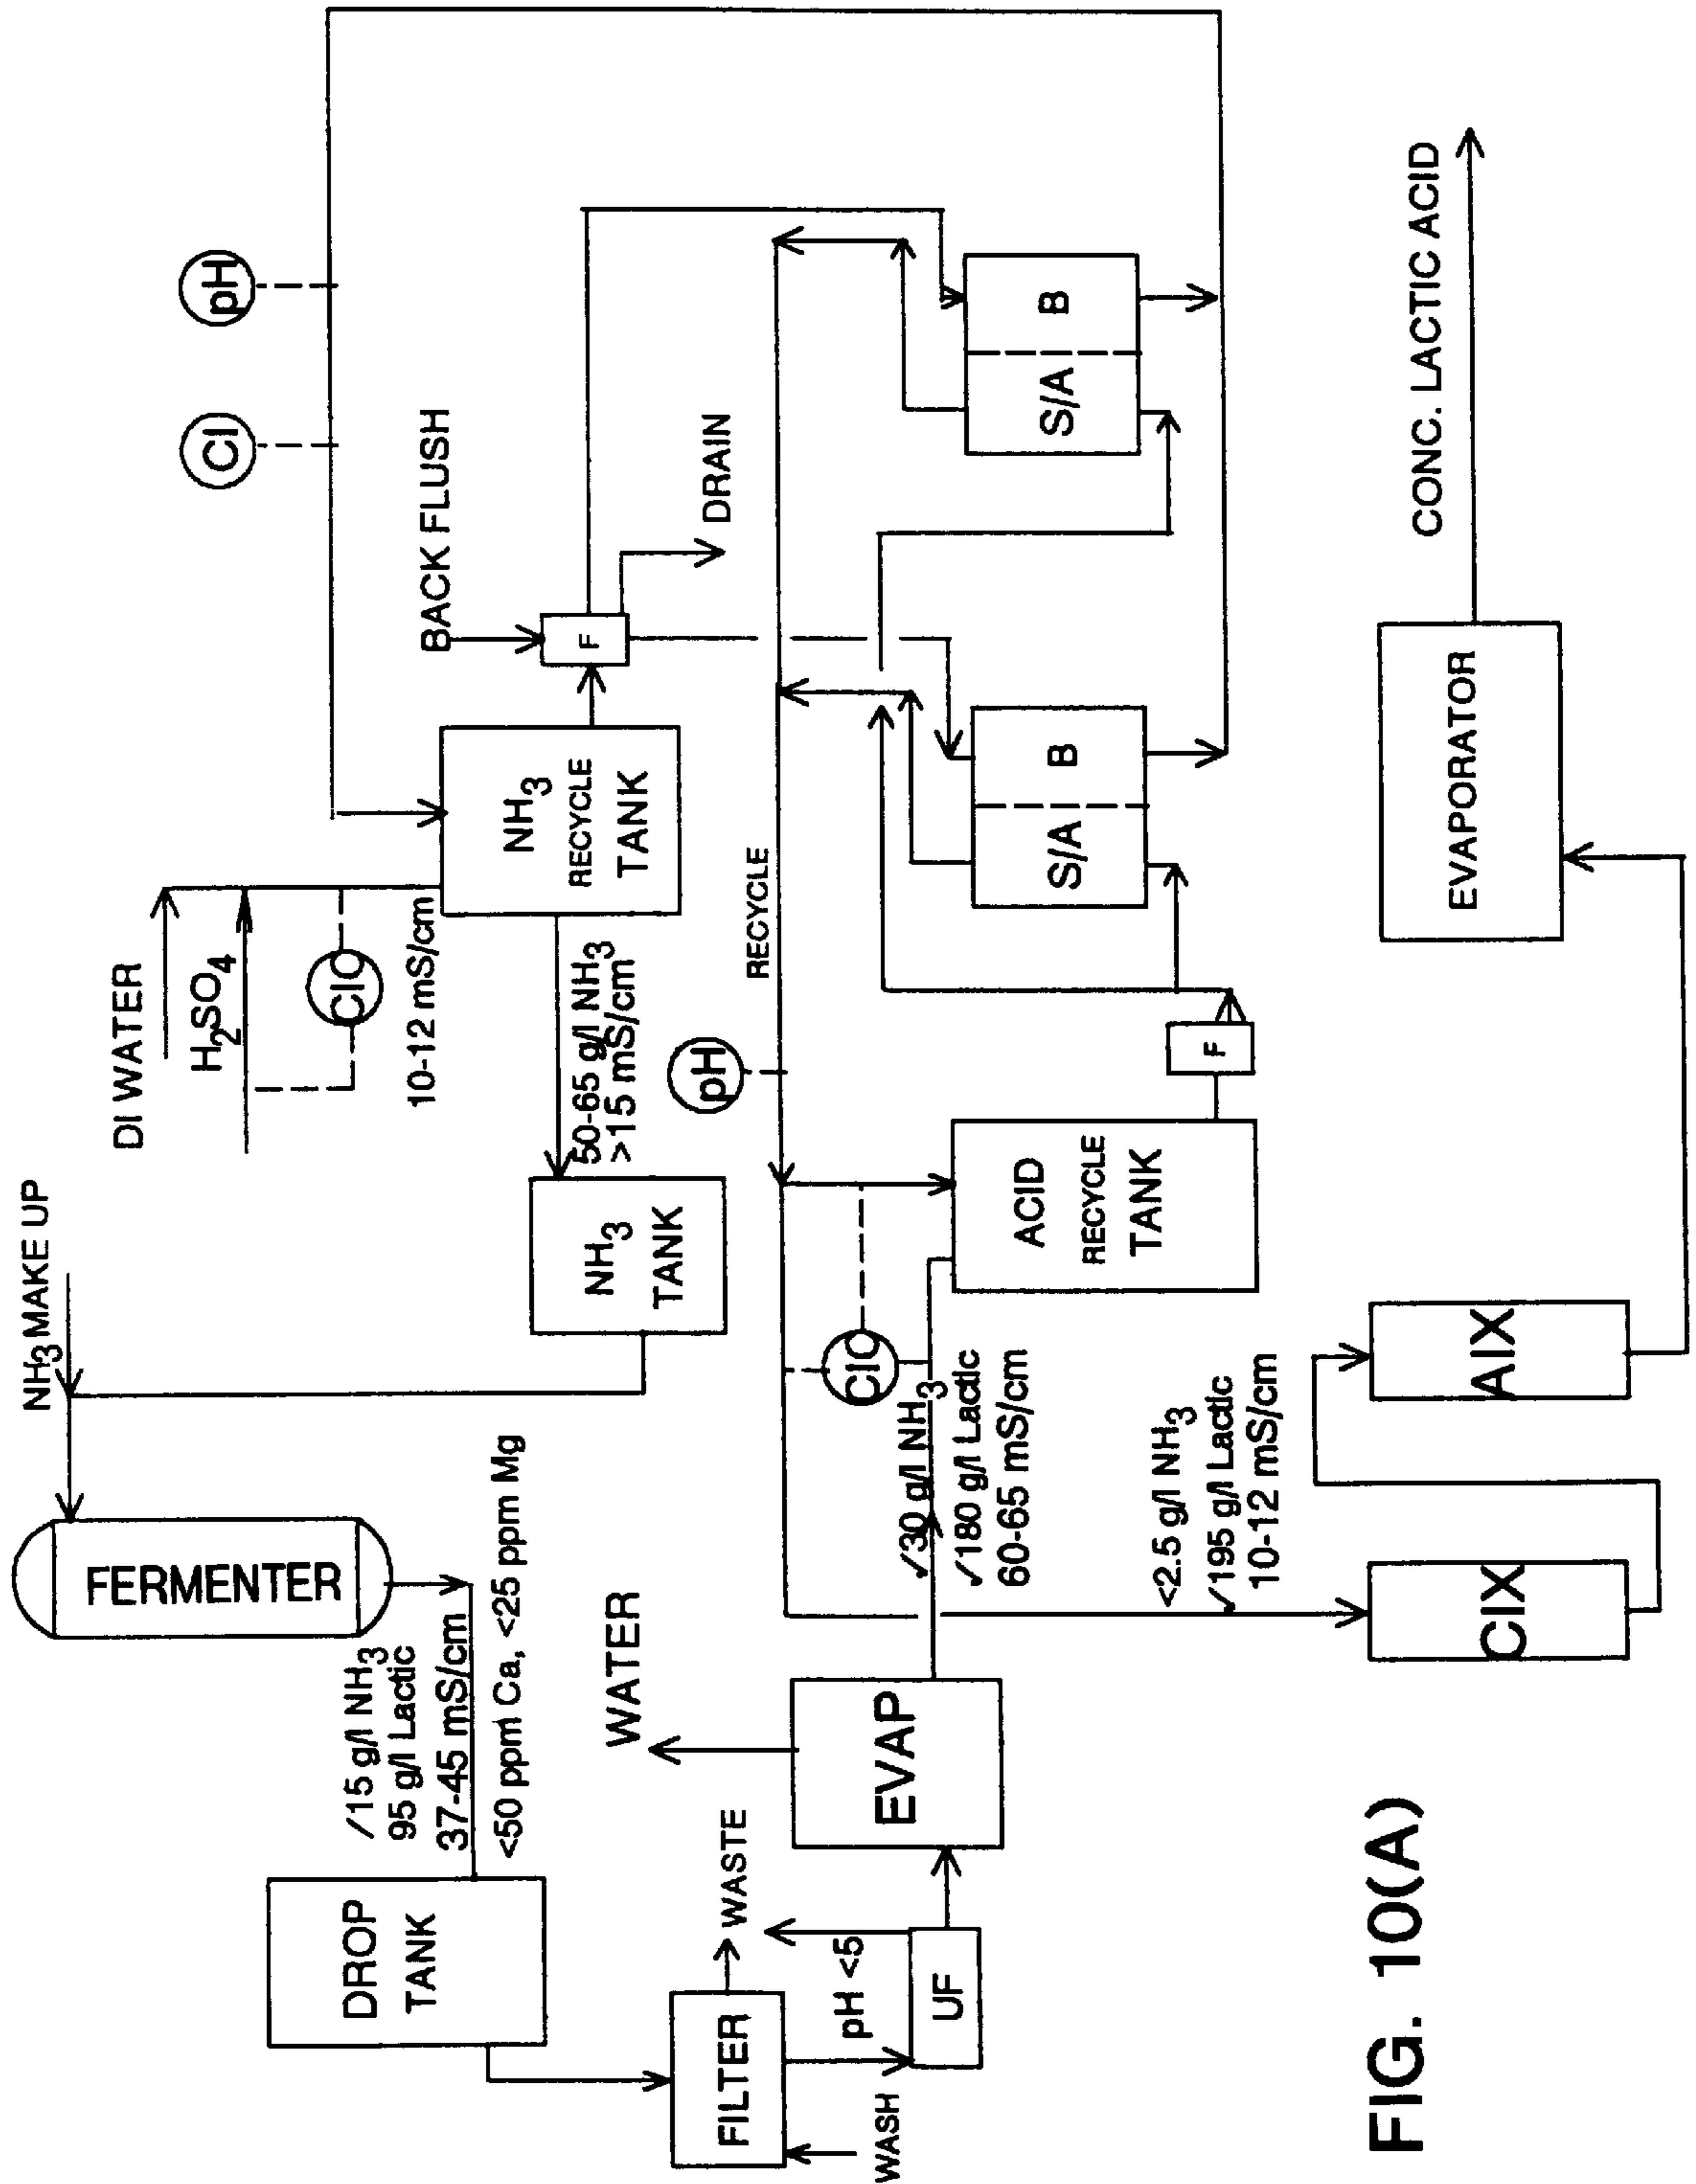 NH3 MAKE UP
DI WATER
H2SO4
CIC
10-12 mS/cm
CI
pH
FERMENTER
/15 g/l NH3
95 g/l Lactic
37-45 mS/cm
<50 ppm Ca, <25 ppm Mg
DROP
TANK
NH3
TANK
50-65 g/l NH3
>15 mS/cm
NH3
RECYCLE
TANK
BACK FLUSH
F
DRAIN
FILTER
WASTE
WASH
pH <5
UF
WATER
EVAP
✓30 g/l NH3
✓180 g/l Lactic
60-65 mS/cm
CIC
pH
RECYCLE
ACID
RECYCLE
TANK
F
S/A
B
S/A
B
<2.5 g/l NH3
✓195 g/l Lactic
10-12 mS/cm
CIX
AIX
EVAPORATOR
CONC. LACTIC ACID
FIG. 10(A)